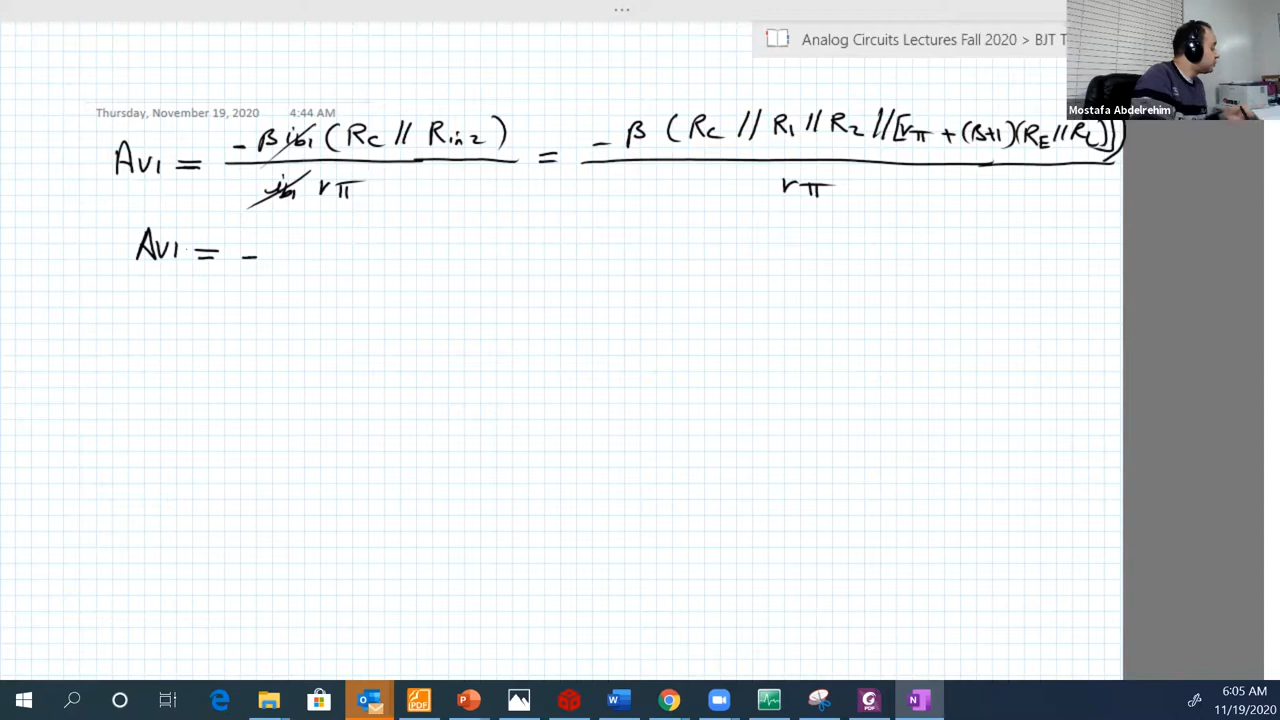 Analog Circuits Lectures Fall 2020 > BJT T
Mostafa Abdelrehim
Thursday, November 19, 2020 4:44 AM
Av1 = - β ib1 (Rc // Rin2) / ib1 rπ = - β (Rc // R1 // R2 // [rπ + (β+1)(RE // RL)]) / rπ
Av1 = -
6:05 AM
11/19/2020